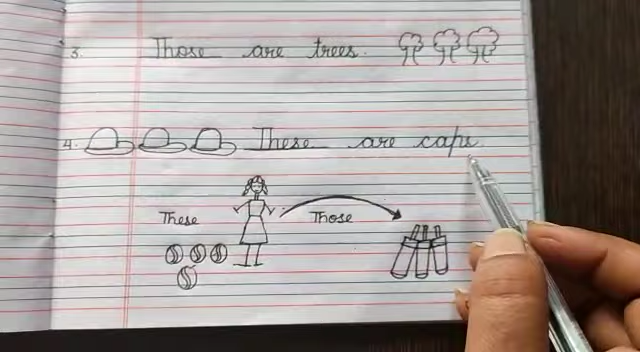 3. Those are trees.
4. These are caps.
These Those